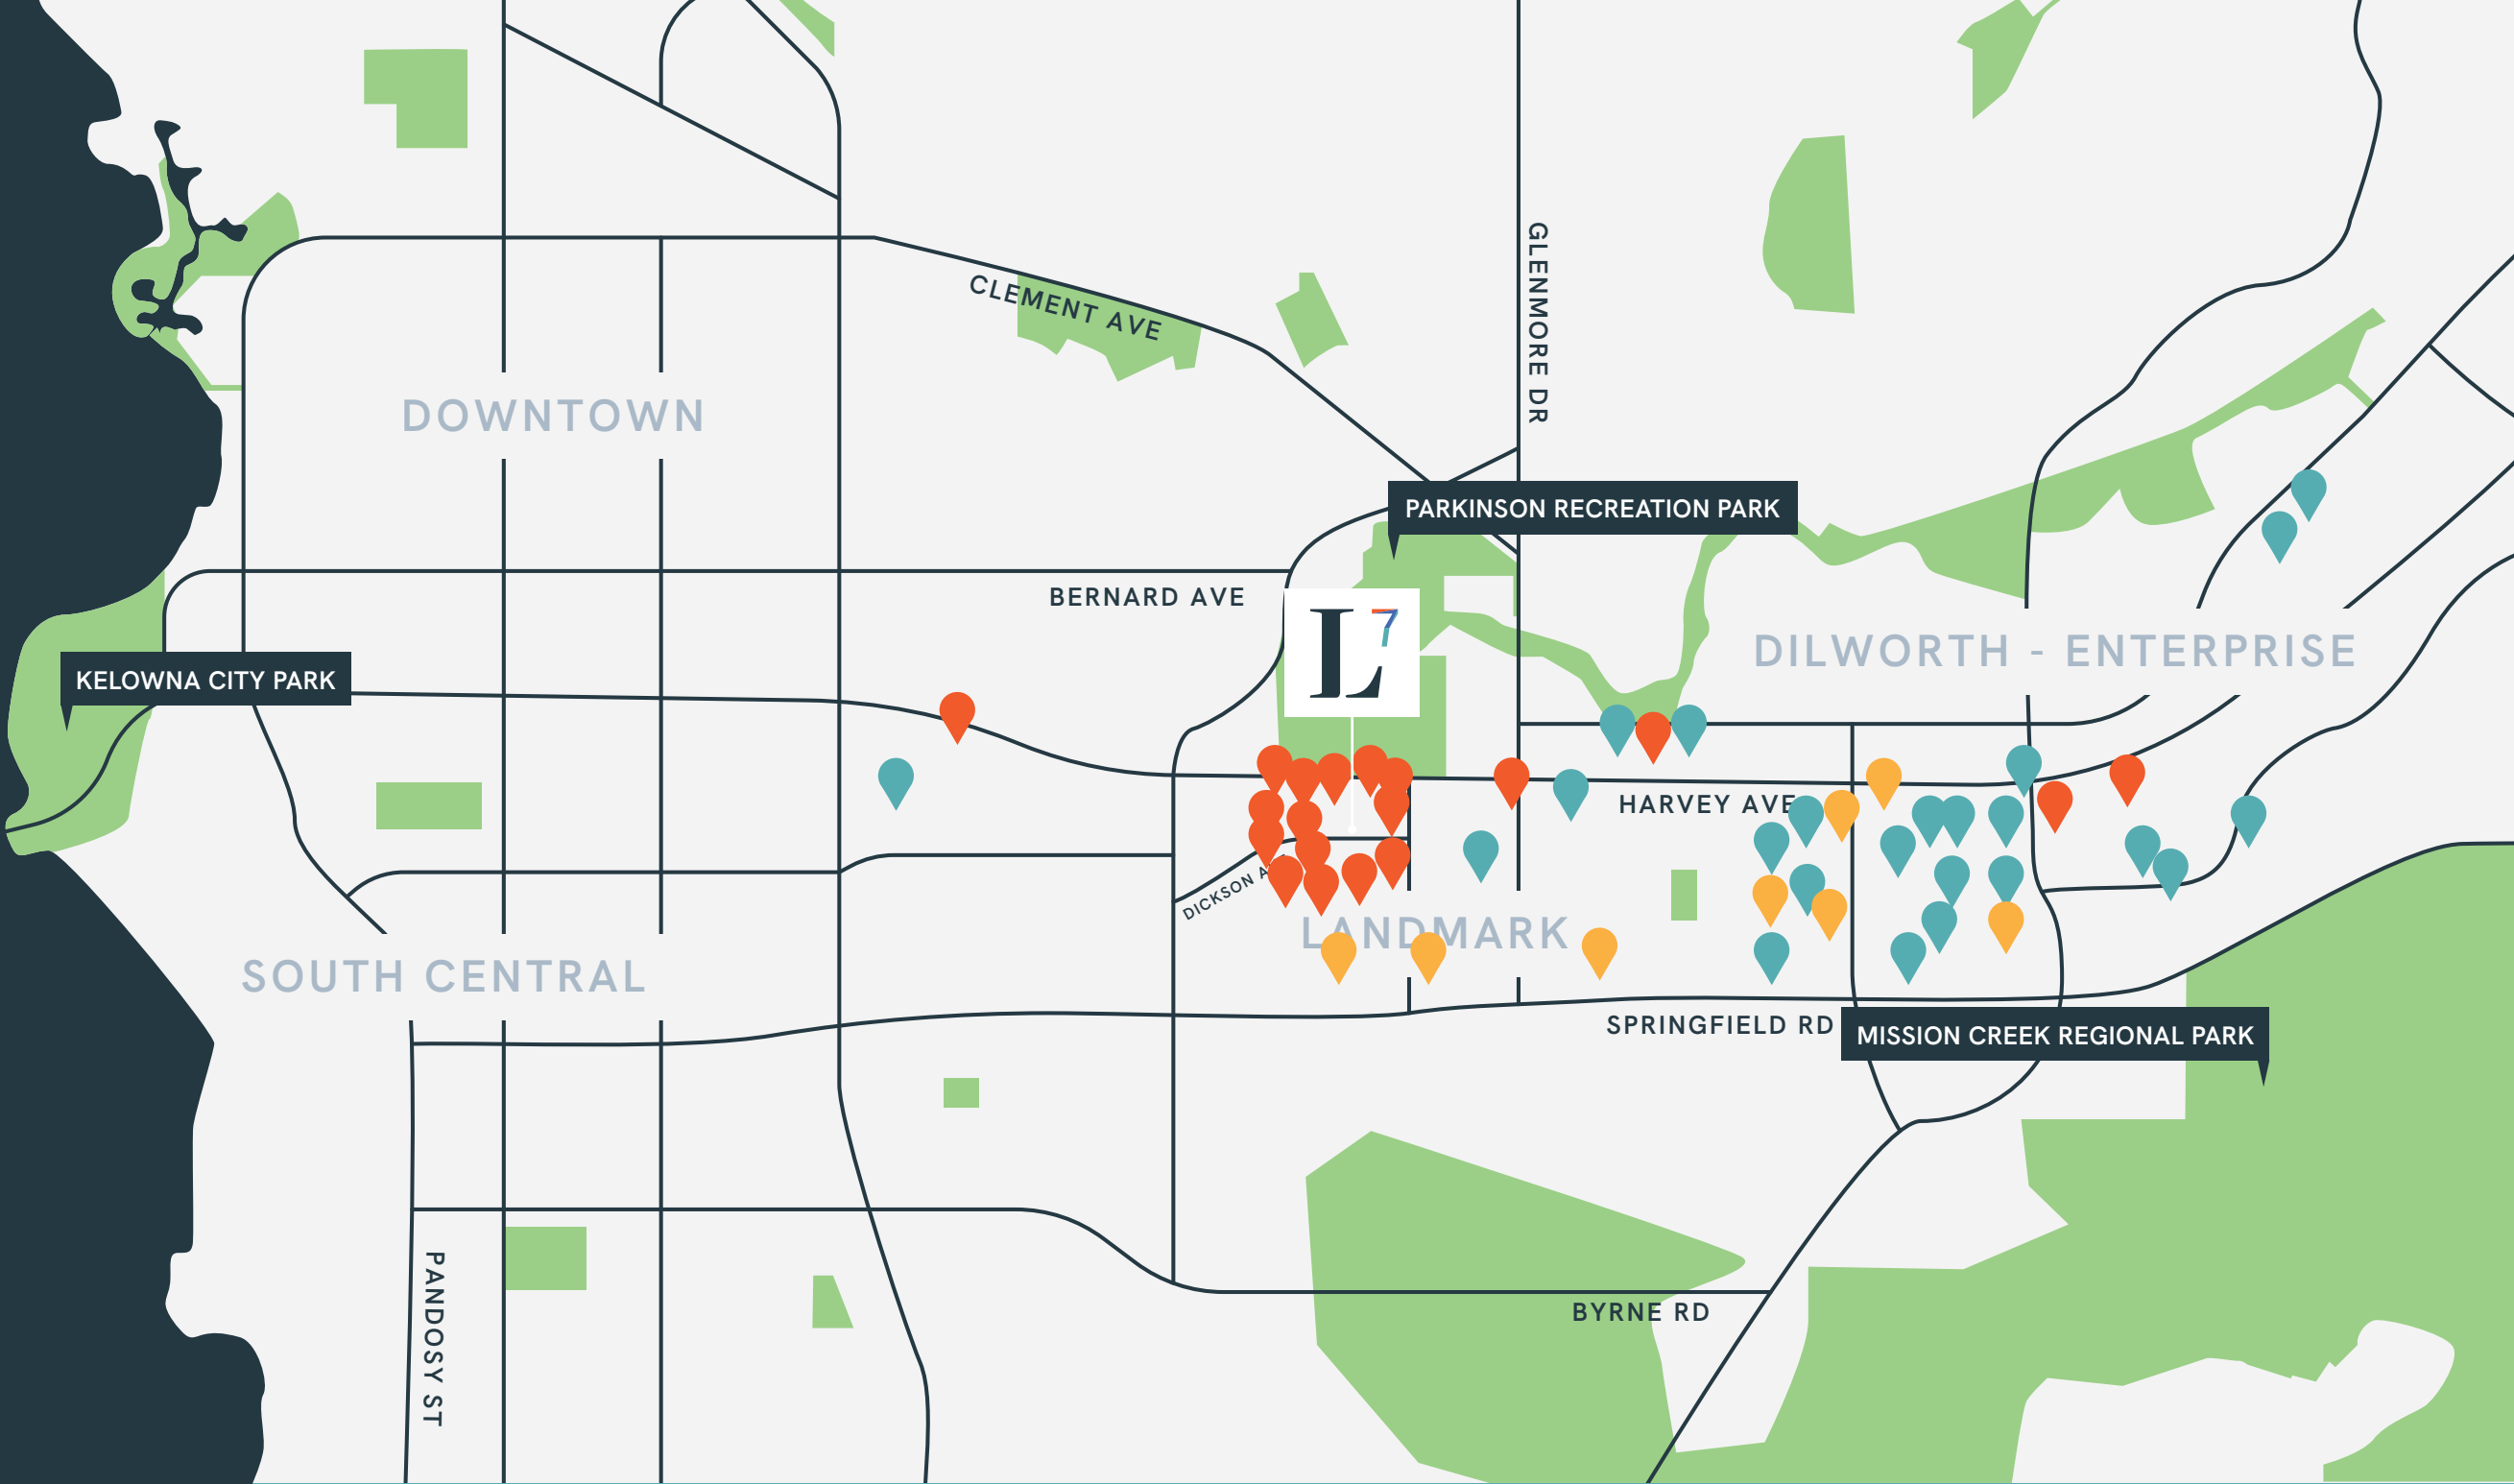 GLENMORE DR
CLEMENT AVE
DOWNTOWN
PARKINSON RECREATION PARK
BERNARD AVE
L7
DILWORTH - ENTERPRISE
KELOWNA CITY PARK
HARVEY AVE
DICKSON A
LANDMARK
SOUTH CENTRAL
SPRINGFIELD RD
MISSION CREEK REGIONAL PARK
PANDOSY ST
BYRNE RD